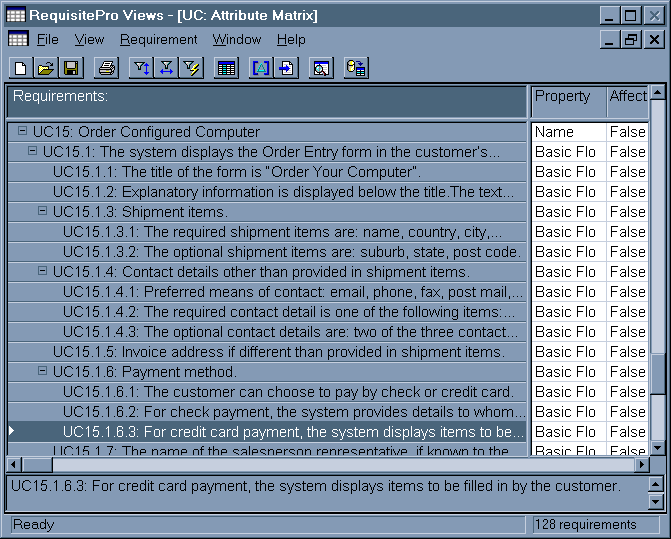 RequisitePro Views - [UC: Attribute Matrix]
File View Requirement Window Help
Requirements: Property Affect
UC15: Order Configured Computer Name False
UC15.1: The system displays the Order Entry form in the customer's... Basic Flo False
UC15.1.1: The title of the form is "Order Your Computer". Basic Flo False
UC15.1.2: Explanatory information is displayed below the title.The text... Basic Flo False
UC15.1.3: Shipment items. Basic Flo False
UC15.1.3.1: The required shipment items are: name, country, city,... Basic Flo False
UC15.1.3.2: The optional shipment items are: suburb, state, post code. Basic Flo False
UC15.1.4: Contact details other than provided in shipment items. Basic Flo False
UC15.1.4.1: Preferred means of contact: email, phone, fax, post mail,... Basic Flo False
UC15.1.4.2: The required contact detail is one of the following items:... Basic Flo False
UC15.1.4.3: The optional contact details are: two of the three contact... Basic Flo False
UC15.1.5: Invoice address if different than provided in shipment items. Basic Flo False
UC15.1.6: Payment method. Basic Flo False
UC15.1.6.1: The customer can choose to pay by check or credit card. Basic Flo False
UC15.1.6.2: For check payment, the system provides details to whom... Basic Flo False
UC15.1.6.3: For credit card payment, the system displays items to be... Basic Flo False
UC15.1.7: The name of the salesperson representative, if known to the Basic Flo False
UC15.1.6.3: For credit card payment, the system displays items to be filled in by the customer.
Ready 128 requirements